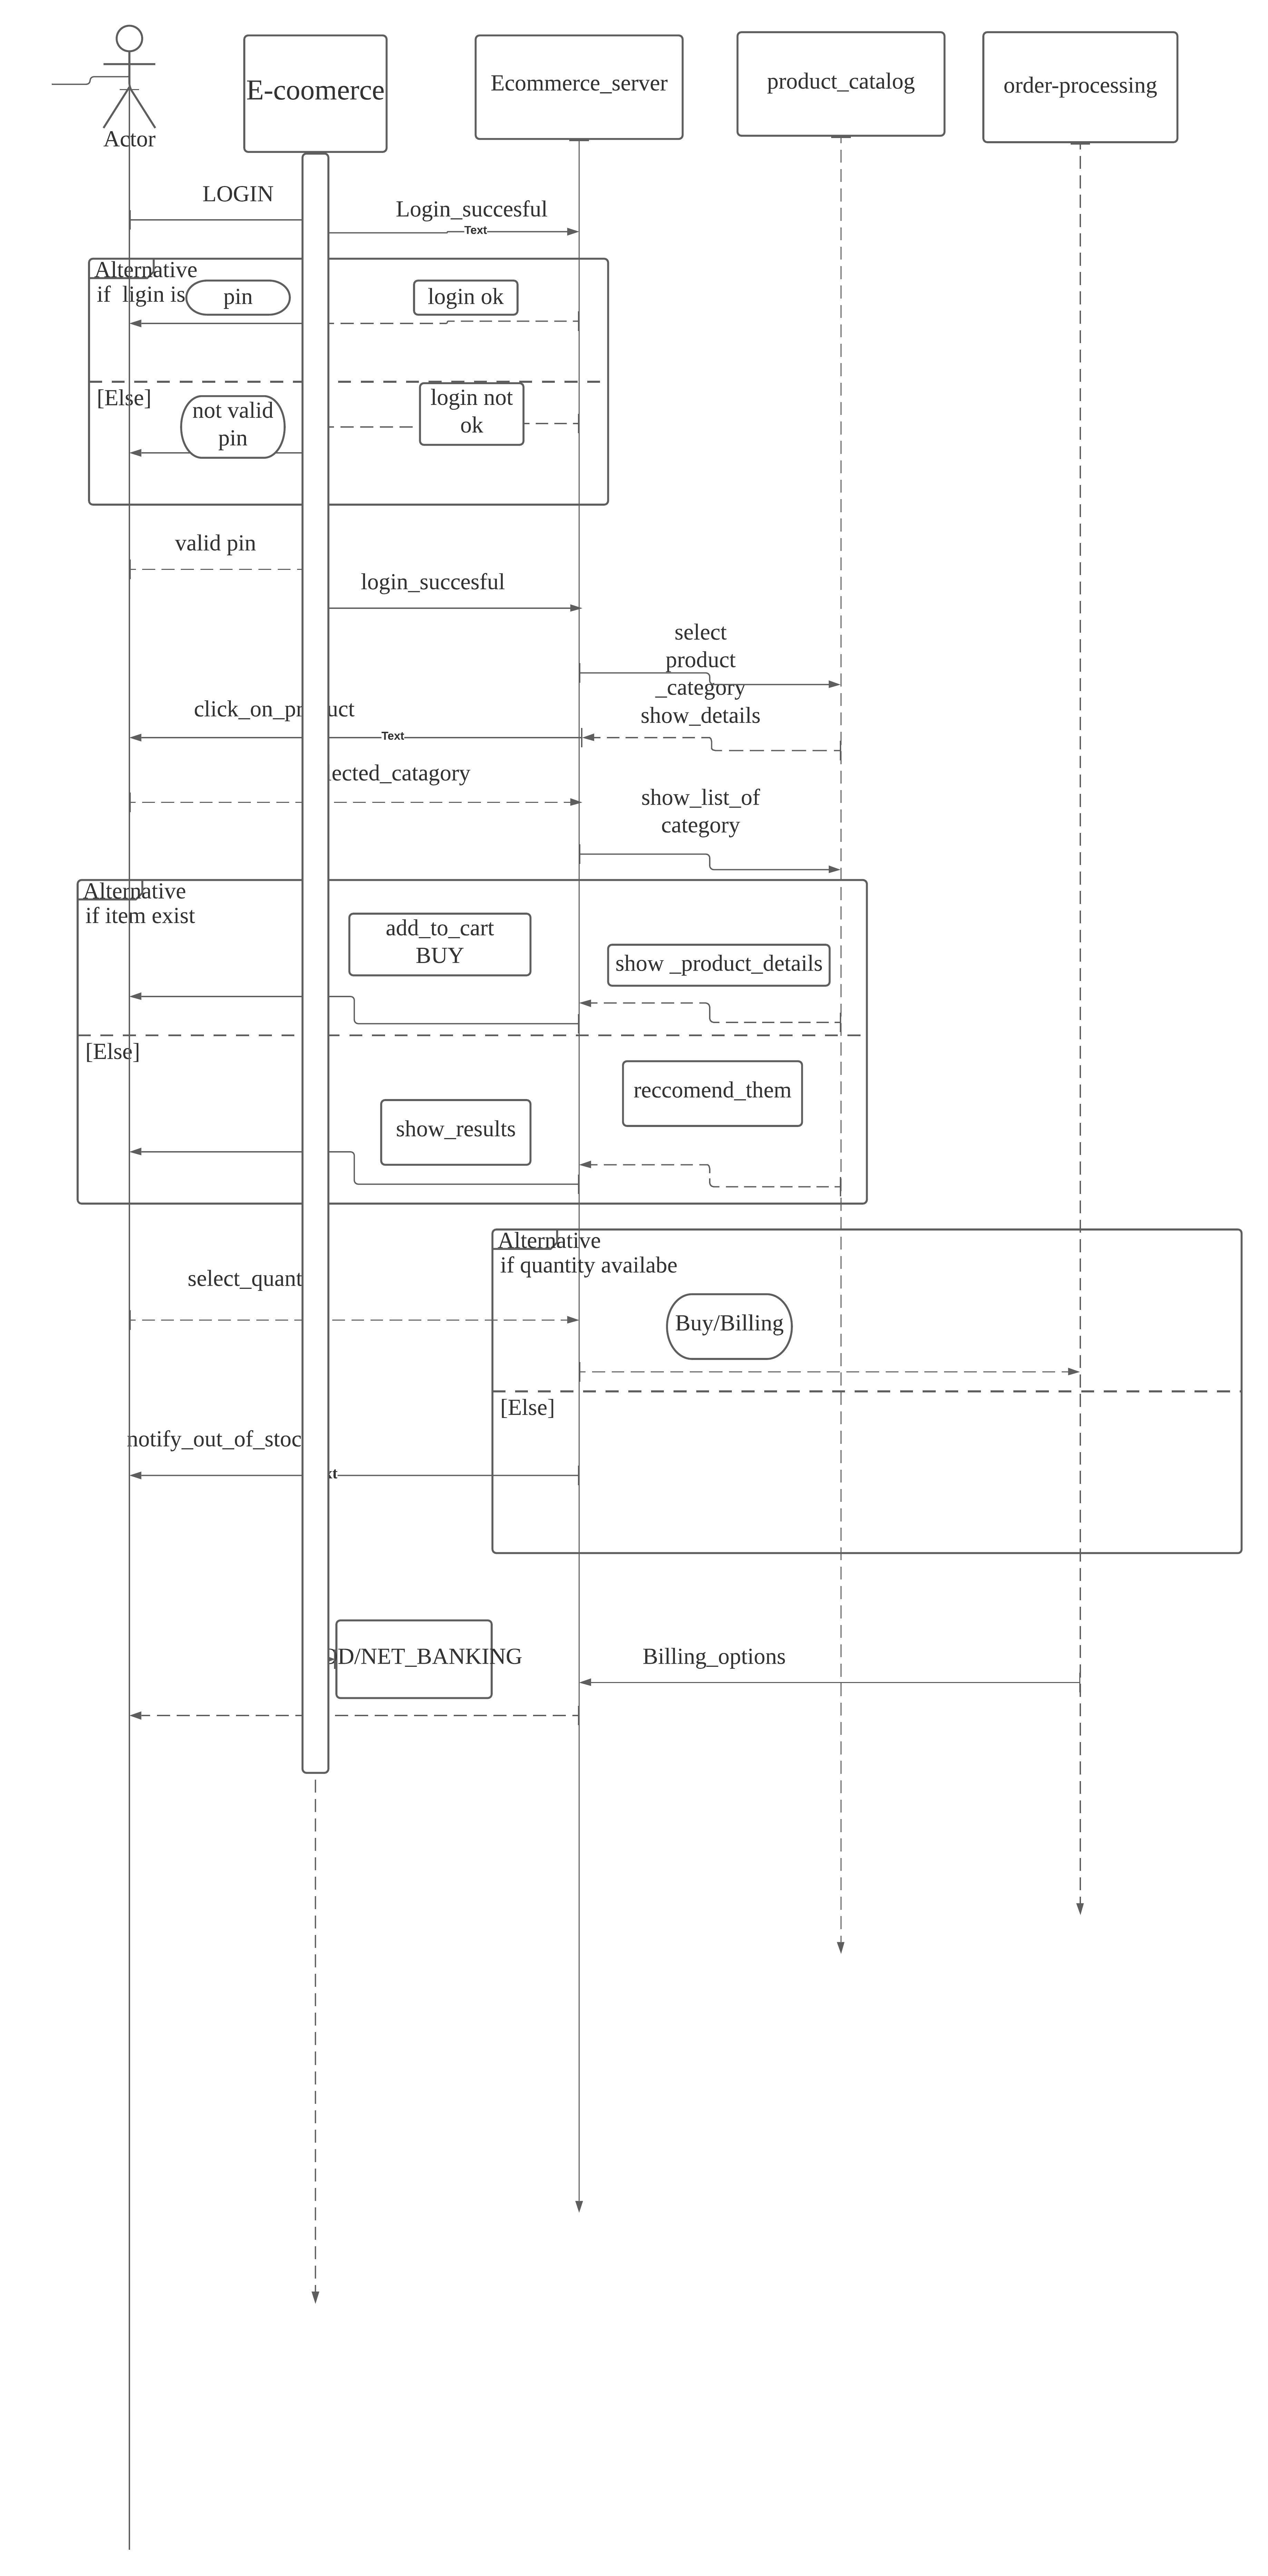 E-coomerce
Ecommerce_server
product_catalog
order-processing
Actor
LOGIN
Login_succesful
Text
Alternative
if ligin is
pin
login ok
[Else]
not valid
pin
login not
ok
valid pin
login_succesful
select
product
_category
click_on_pr uct
show_details
Text
ected_catagory
show_list_of
category
Alternative
if item exist
add_to_cart
BUY
show _product_details
[Else]
reccomend_them
show_results
Alternative
if quantity availabe
select_quant
Buy/Billing
[Else]
notify_out_of_stoc
xt
D/NET_BANKING
Billing_options